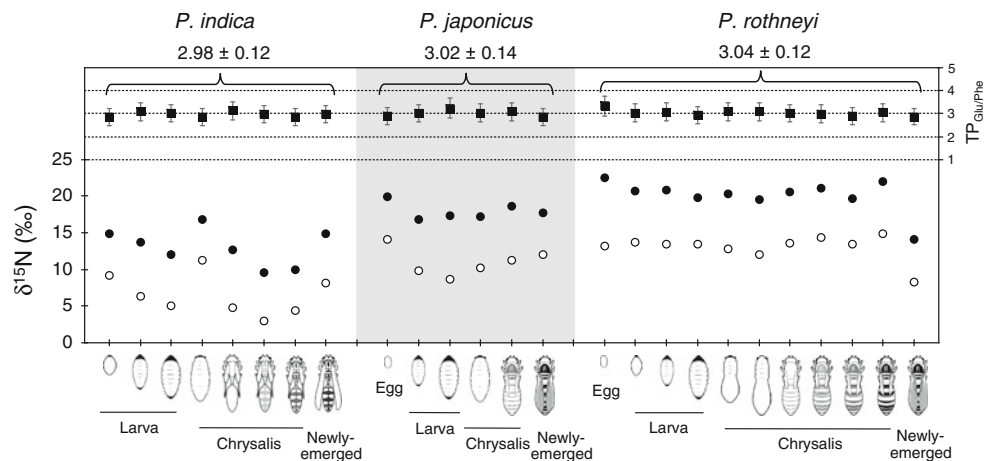 P. indica P. japonicus P. rothneyi
2.98 ± 0.12 3.02 ± 0.14 3.04 ± 0.12
5
4
3
2
1
TP Glu/Phe
25
20
15
10
5
0
δ15N (‰)
Egg Egg
Larva Larva Larva
Chrysalis Chrysalis Chrysalis
Newly-emerged Newly-emerged Newly-emerged